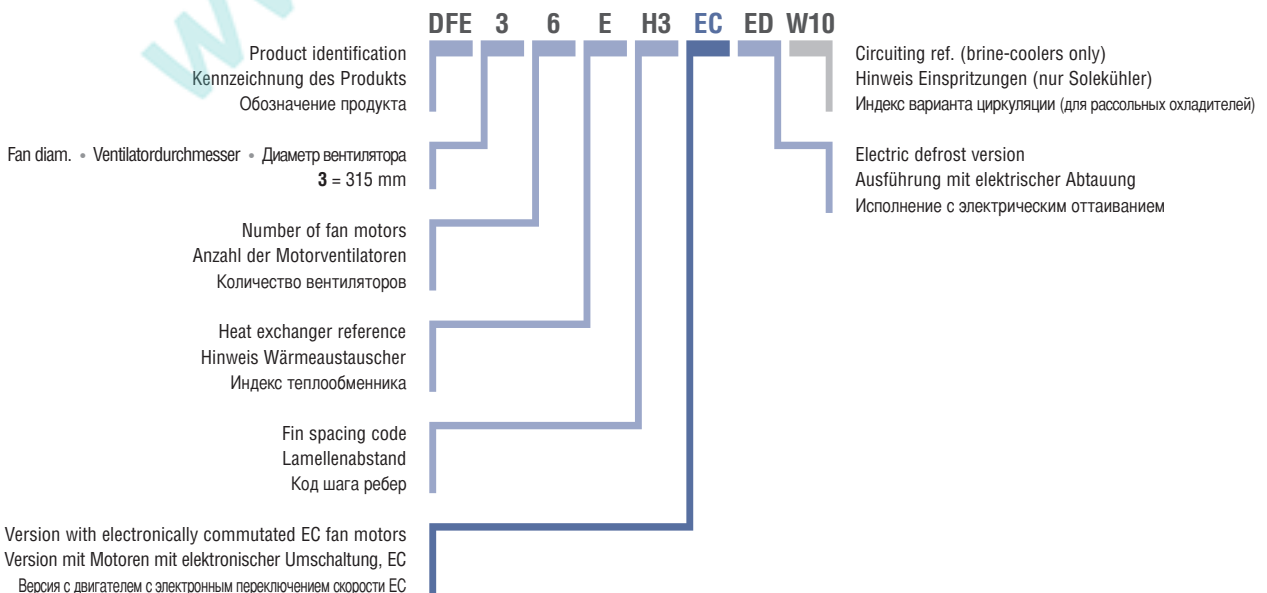 DFE 3 6 E H3 EC ED W10
Product identification
Kennzeichnung des Produkts
Обозначение продукта
Fan diam. • Ventilatordurchmesser • Диаметр вентилятора
3 = 315 mm
Number of fan motors
Anzahl der Motorventilatoren
Количество вентиляторов
Heat exchanger reference
Hinweis Wärmeaustauscher
Индекс теплообменника
Fin spacing code
Lamellenabstand
Код шага ребер
Version with electronically commutated EC fan motors
Version mit Motoren mit elektronischer Umschaltung, EC
Версия с двигателем с электронным переключением скорости EC
Circuiting ref. (brine-coolers only)
Hinweis Einspritzungen (nur Solekühler)
Индекс варианта циркуляции (для рассольных охладителей)
Electric defrost version
Ausführung mit elektrischer Abtauung
Исполнение с электрическим оттаиванием